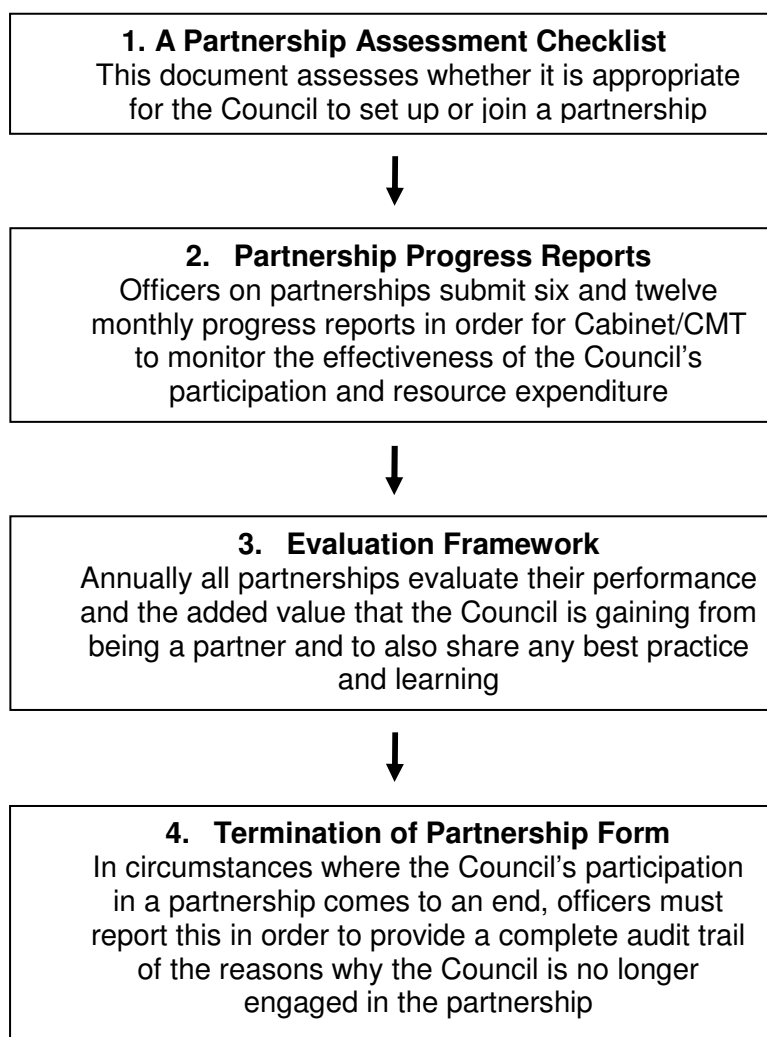 1. A Partnership Assessment Checklist
This document assesses whether it is appropriate
for the Council to set up or join a partnership
2. Partnership Progress Reports
Officers on partnerships submit six and twelve
monthly progress reports in order for Cabinet/CMT
to monitor the effectiveness of the Council's
participation and resource expenditure
3. Evaluation Framework
Annually all partnerships evaluate their performance
and the added value that the Council is gaining from
being a partner and to also share any best practice
and learning
4. Termination of Partnership Form
In circumstances where the Council's participation
in a partnership comes to an end, officers must
report this in order to provide a complete audit trail
of the reasons why the Council is no longer
engaged in the partnership